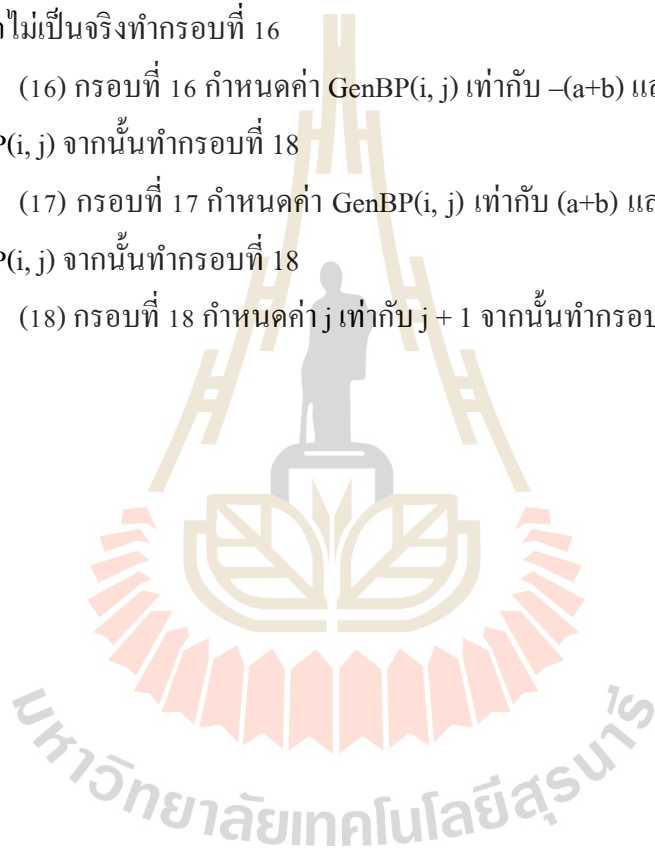 ไม่เป็นจริงทำกรอบที่ 16
(16) กรอบที่ 16 กำหนดค่า GenBP(i, j) เท่ากับ –(a+b)
(i, j) จากนั้นทำกรอบที่ 18
(17) กรอบที่ 17 กำหนดค่า GenBP(i, j) เท่ากับ (a+b)
(i, j) จากนั้นทำกรอบที่ 18
(18) กรอบที่ 18 กำหนดค่า j เท่ากับ j + 1 จากนั้นทำกรอบ
มหาวิทยาลัยเทคโนโลยีสุรนารี